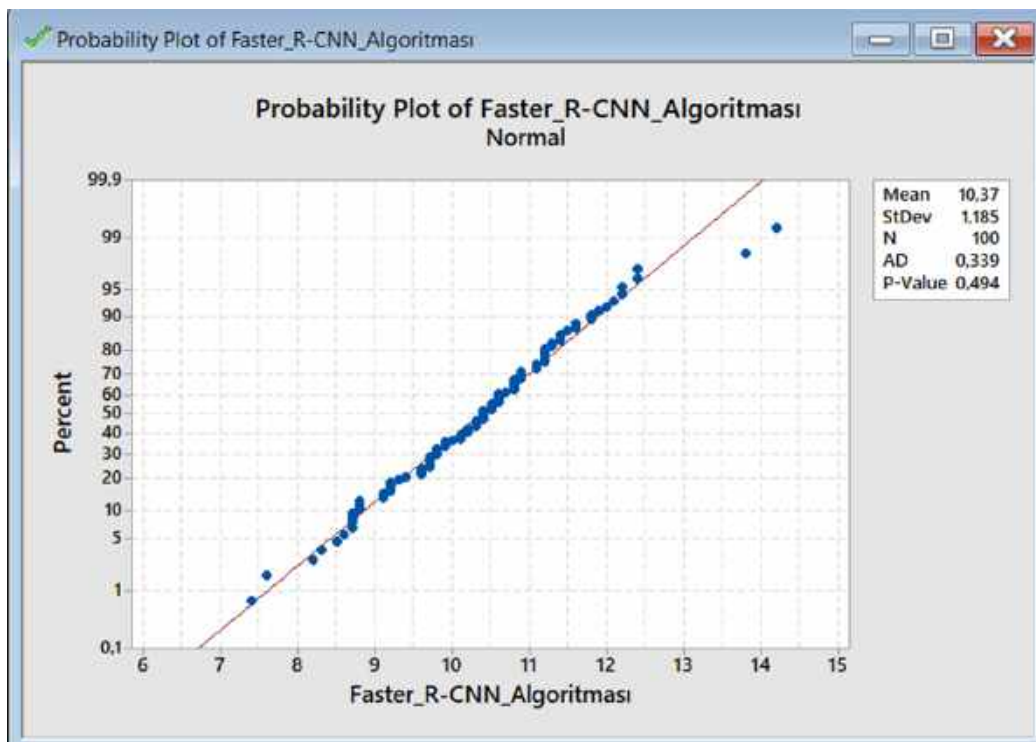 Probability Plot of Faster_R-CNN_Algoritması
Probability Plot of Faster_R-CNN_Algoritması
Normal
99,9
99
95
90
80
70
60
50
40
30
20
10
5
1
0,1
Percent
6 7 8 9 10 11 12 13 14 15
Faster_R-CNN_Algoritması
Mean 10,37
StDev 1,185
N 100
AD 0,339
P-Value 0,494